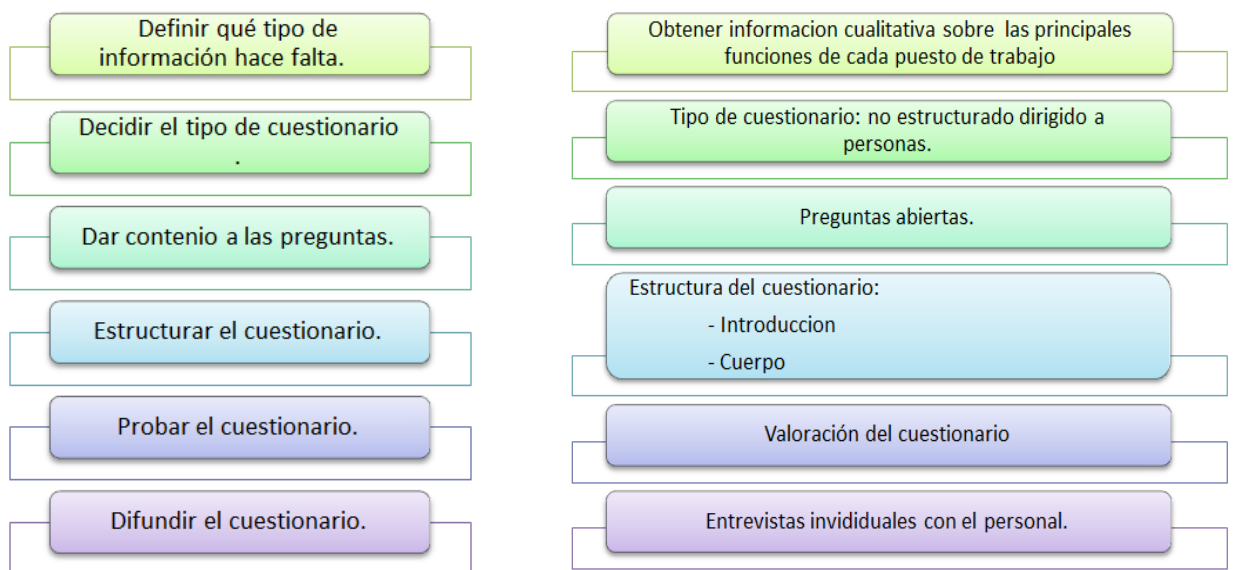 Definir qué tipo de
información hace falta.
Decidir el tipo de cuestionario
.
Dar contenio a las preguntas.
Estructurar el cuestionario.
Probar el cuestionario.
Difundir el cuestionario.
Obtener informacion cualitativa sobre las principales
funciones de cada puesto de trabajo
Tipo de cuestionario: no estructurado dirigido a
personas.
Preguntas abiertas.
Estructura del cuestionario:
- Introduccion
- Cuerpo
Valoración del cuestionario
Entrevistas invididuales con el personal.